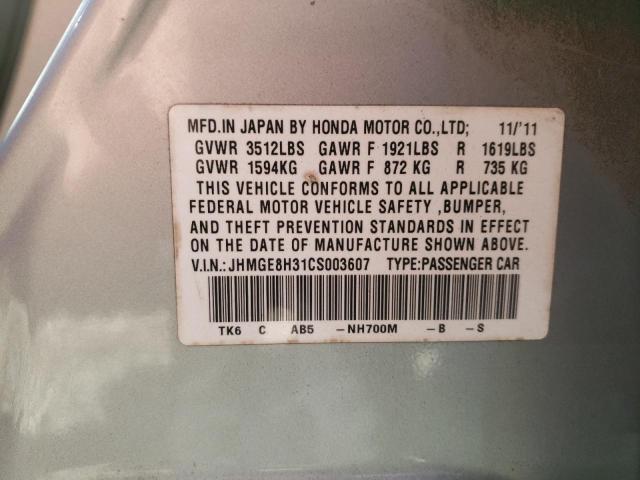 MFD.IN JAPAN BY HONDA MOTOR CO.,LTD; 11/'11
GVWR 3512LBS GAWR F 1921LBS R 1619LBS
GVWR 1594KG GAWR F 872 KG R 735 KG
THIS VEHICLE CONFORMS TO ALL APPLICABLE
FEDERAL MOTOR VEHICLE SAFETY ,BUMPER,
AND THEFT PREVENTION STANDARDS IN EFFECT
ON THE DATE OF MANUFACTURE SHOWN ABOVE.
V.I.N.: JHMGE8H31CS003607 TYPE:PASSENGER CAR
TK6 C AB5 -NH700M -B -S